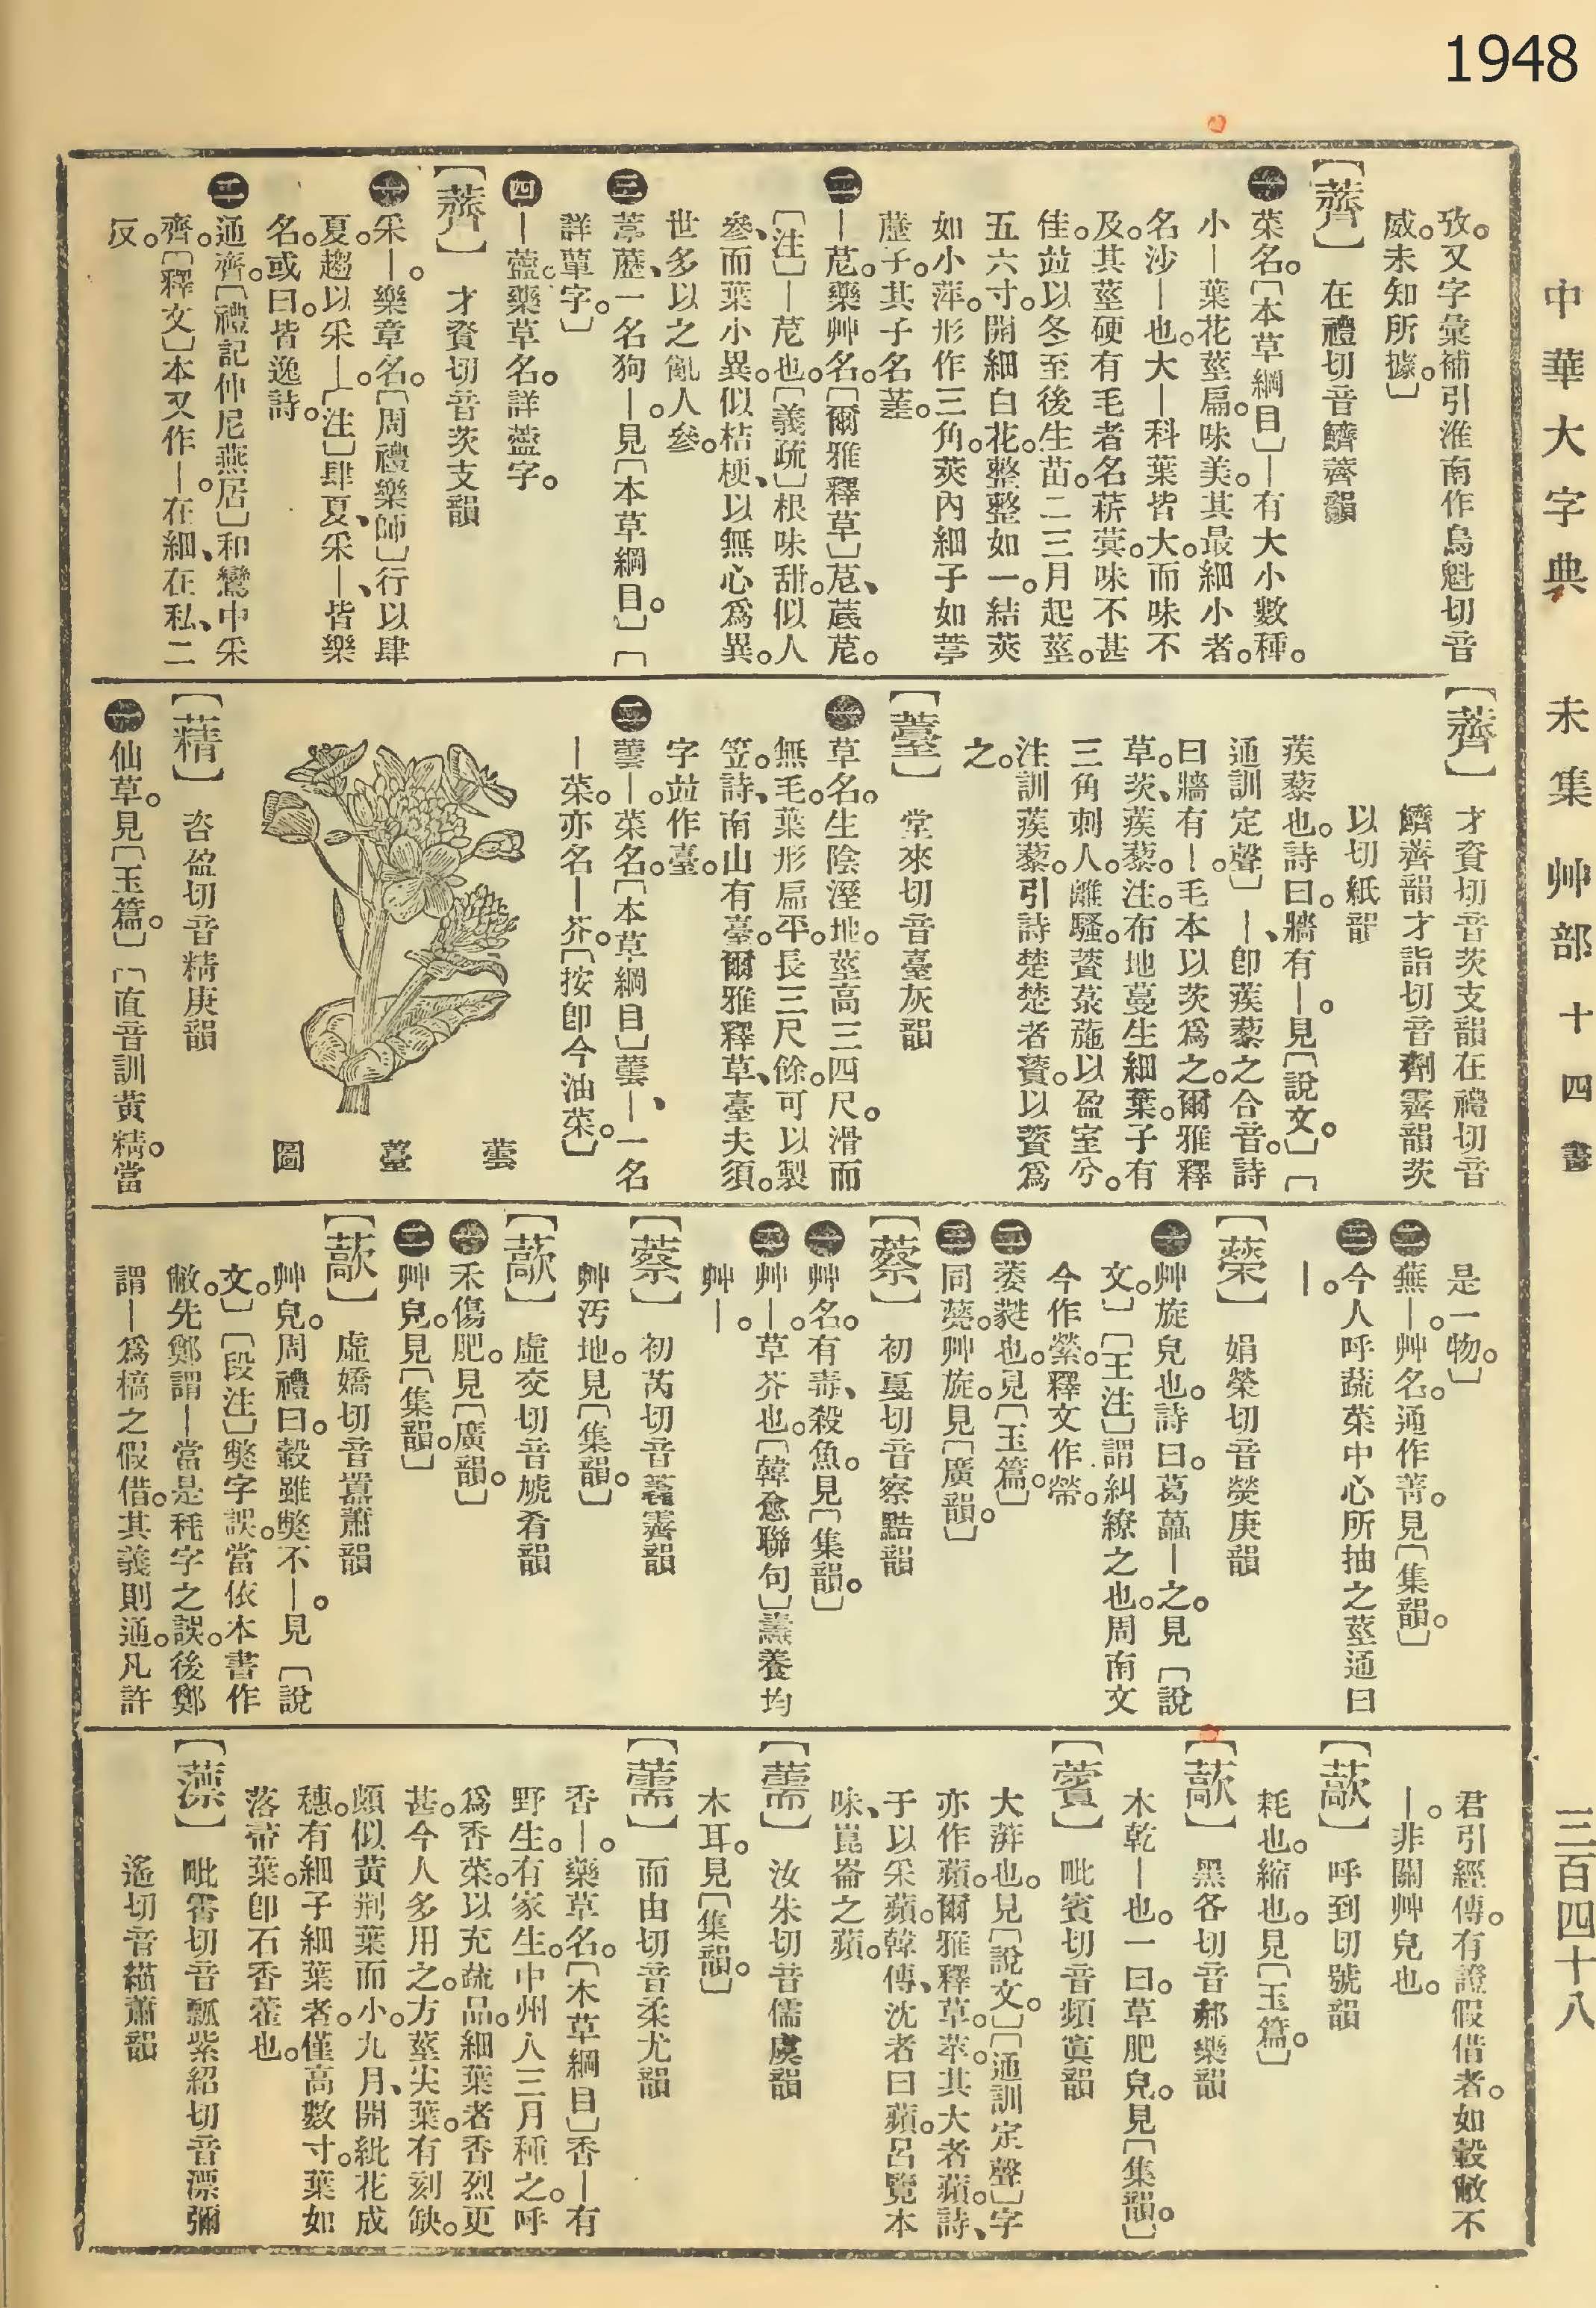 1948
中華大字典 未集 艸部 十四畫 三百四十八
攷。又字彙補引淮南作烏魁切音
威。未知所據。〕
〔薺〕 在禮切音鱭薺韻
㊀菜名。〔本草綱目〕—有大小數種。
小—葉花莖扁。味美。其最細小者。
名沙—也。大—科葉皆大。而味不
及。其莖硬有毛者名菥蓂。味不甚
佳。竝以冬至後生苗。二三月起莖。
五六寸。開細白花。整整如一。結莢
如小萍。形作三角。莢內細子如葶
藶子。其子名蒫。
㊁—苨。藥艸名。〔爾雅釋草〕苨、菧苨。
〔注〕—苨也。〔義疏〕根味甜。似人
參、而葉小異。似桔梗、以無心爲異。
世多以之亂人參。
㊂葶藶、一名狗—。見〔本草綱目。〕〔
詳草字。〕
㊃—薴。藥草名。詳薴字。
〔薺〕 才資切音茨支韻
㊀采—。樂章名。〔周禮樂師〕行以肆
夏。趨以采—。〔注〕肆夏、采—、皆樂
名。或曰。皆逸詩。
㊁通齊。〔禮記仲尼燕居〕和鸞中采
齊。〔釋文〕本又作—。在細、在私、二
反。
〔薺〕 才資切音茨支韻在禮切音
鱭薺韻才詣切音劑霽韻茨
以切紙韻
蒺藜也。詩曰。牆有—。見〔說文。〕〔
通訓定聲〕—、卽蒺藜之合音。詩
曰牆有—。毛本以茨爲之。爾雅釋
草。茨、蒺藜。注。布地蔓生細葉。子有
三角刺人。離騷。薋菉葹以盈室兮。
注訓蒺藜。引詩楚楚者薋。以薋爲
之。
〔薹〕 堂來切音臺灰韻
㊀草名。生陰溼地。莖高三四尺。滑而
無毛。葉形扁平。長三尺餘。可以製
笠。詩、南山有臺。爾雅釋草、臺夫須。
字竝作臺。
㊁蕓—。菜名。〔本草綱目〕蕓—、一名
—菜。亦名—芥。〔按卽今油菜。〕
蕓薹圖
〔蔳〕 咨盈切音精庚韻
㊀仙草。見〔玉篇。〕〔直音訓黃精。當
是一物。〕
㊁蕪—。艸名。通作菁。見〔集韻。〕
㊂今人呼蔬菜中心所抽之莖通曰
—。
〔藀〕 娟榮切音熒庚韻
㊀艸旋皃也。詩曰。葛藟—之。見〔說
文。〕〔王注〕謂糾繚之也。周南文
今作縈。釋文作帶。
㊁萎蕤也。見〔玉篇。〕
㊂同藑。艸旋。見〔廣韻。〕
〔蔡〕 初戛切音察黠韻
㊀艸名。有毒、殺魚。見〔集韻。〕
㊁艸—。草芥也。〔韓愈聯句〕薰養均
艸—。
〔蔡〕 初芮切音霽韻
艸汚地。見〔集韻。〕
〔藃〕 虛交切音虓肴韻
㊀禾傷肥。見〔廣韻。〕
㊁艸皃。見〔集韻。〕
〔藃〕 虛嬌切音囂蕭韻
艸皃。周禮曰。轂雖獘不—。見〔說
文。〕〔段注〕獘字誤。當依本書作
敝。先鄭謂—當是秏字之誤。後鄭
謂—爲槁之假借。其義則通。凡許
君引經傳。有證假借者。如轂敝不
—。非關艸皃也。
〔藃〕 呼到切號韻
耗也。縮也。見〔玉篇。〕
〔藃〕 黑各切音郝藥韻
木乾—也。一曰。草肥皃。見〔集韻。〕
〔薲〕 毗賓切音頻眞韻
大蓱也。見〔說文。〕〔通訓定聲〕字
亦作蘋。爾雅釋草。苹。其大者蘋。詩、
于以采蘋。韓傳、沈者曰蘋。呂覽本
味、崑崙之蘋。
〔薷〕 汝朱切音儒虞韻
木耳。見〔集韻。〕
〔薷〕 而由切音柔尤韻
香—。藥草名。〔本草綱目〕香—有
野生。有家生。中州人三月種之。呼
爲香菜。以充蔬品。細葉者香烈更
甚。今人多用之。方莖尖葉。有刻缺。
頗似黃荆葉而小。九月、開紫花成
穗。有細子細葉者。僅高數寸。葉如
落帚葉。卽石香薷也。
〔薸〕 毗霄切音瓢紫紹切音漂彌
遙切音貓蕭韻